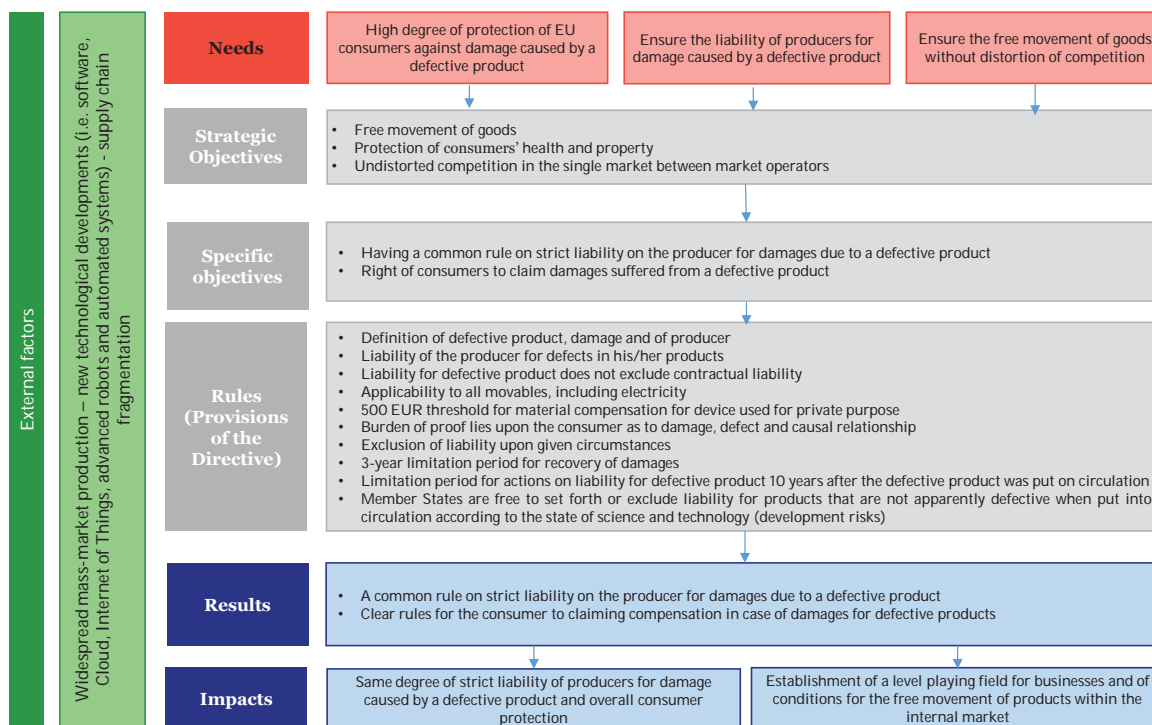 External factors
Widespread mass-market production – new technological developments (i.e. software,
Cloud, Internet of Things, advanced robots and automated systems) - supply chain
fragmentation
Needs
High degree of protection of EU
consumers against damage caused by a
defective product
Ensure the liability of producers for
damage caused by a defective product
Ensure the free movement of goods
without distortion of competition
Strategic
Objectives
• Free movement of goods
• Protection of consumers' health and property
• Undistorted competition in the single market between market operators
Specific
objectives
• Having a common rule on strict liability on the producer for damages due to a defective product
• Right of consumers to claim damages suffered from a defective product
Rules
(Provisions
of the
Directive)
• Definition of defective product, damage and of producer
• Liability of the producer for defects in his/her products
• Liability for defective product does not exclude contractual liability
• Applicability to all movables, including electricity
• 500 EUR threshold for material compensation for device used for private purpose
• Burden of proof lies upon the consumer as to damage, defect and causal relationship
• Exclusion of liability upon given circumstances
• 3-year limitation period for recovery of damages
• Limitation period for actions on liability for defective product 10 years after the defective product was put on circulation
• Member States are free to set forth or exclude liability for products that are not apparently defective when put into
circulation according to the state of science and technology (development risks)
Results
• A common rule on strict liability on the producer for damages due to a defective product
• Clear rules for the consumer to claiming compensation in case of damages for defective products
Impacts
Same degree of strict liability of producers for damage
caused by a defective product and overall consumer
protection
Establishment of a level playing field for businesses and of
conditions for the free movement of products within the
internal market